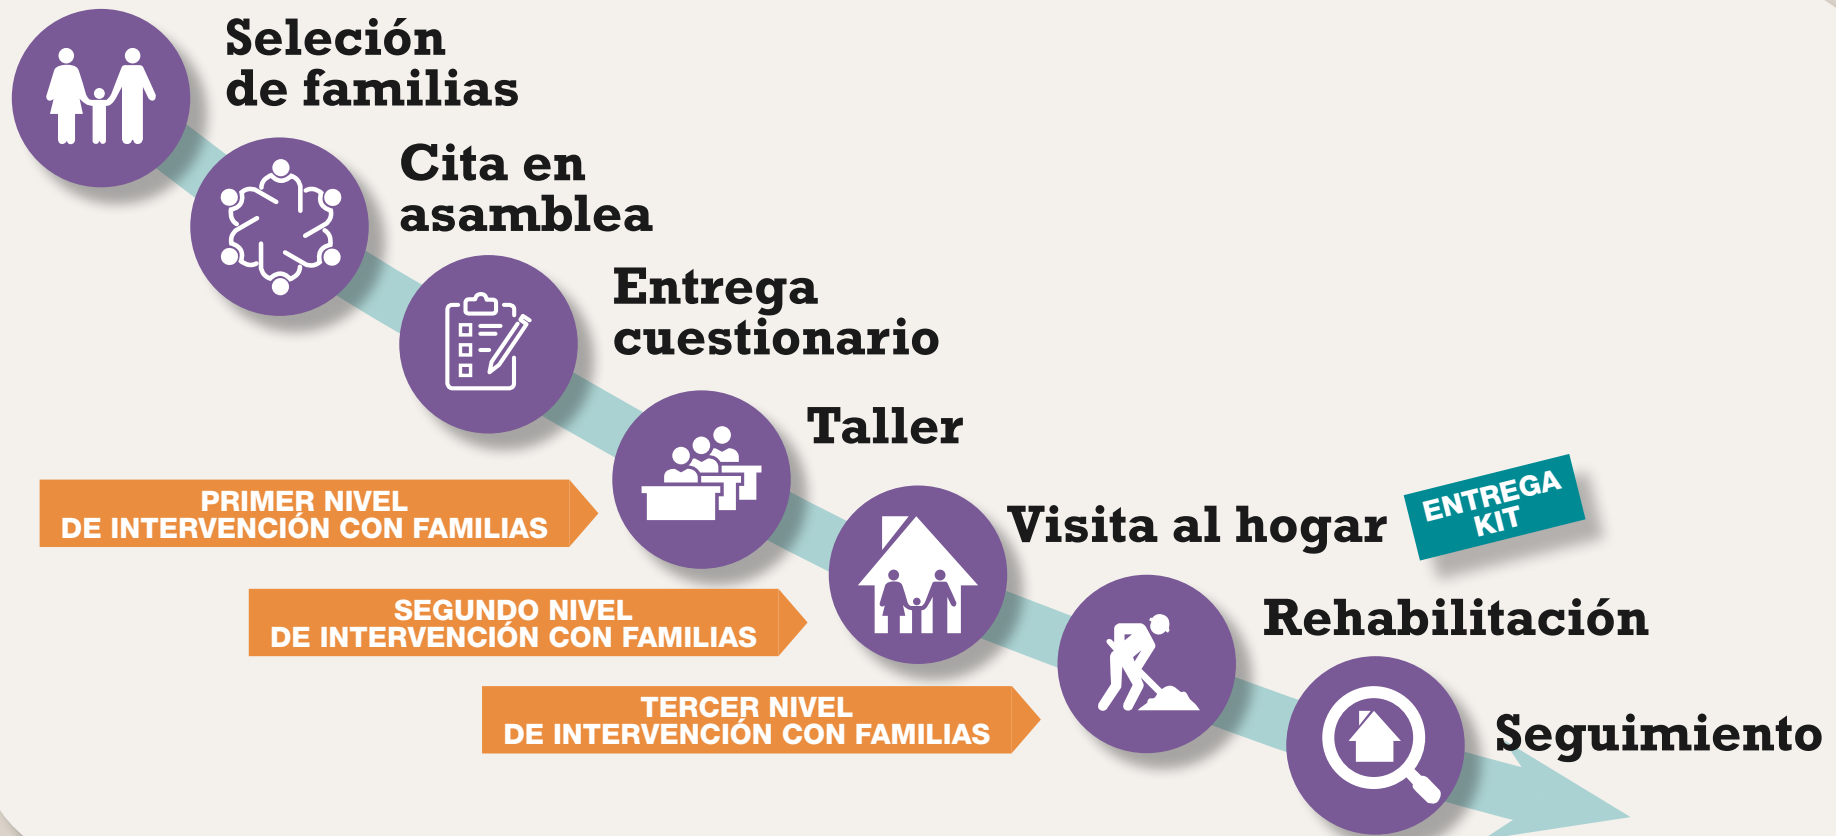 Seleción
de familias
Cita en
asamblea
Entrega
cuestionario
Taller
PRIMER NIVEL
DE INTERVENCIÓN CON FAMILIAS
Visita al hogar
ENTREGA
KIT
SEGUNDO NIVEL
DE INTERVENCIÓN CON FAMILIAS
Rehabilitación
TERCER NIVEL
DE INTERVENCIÓN CON FAMILIAS
Seguimiento